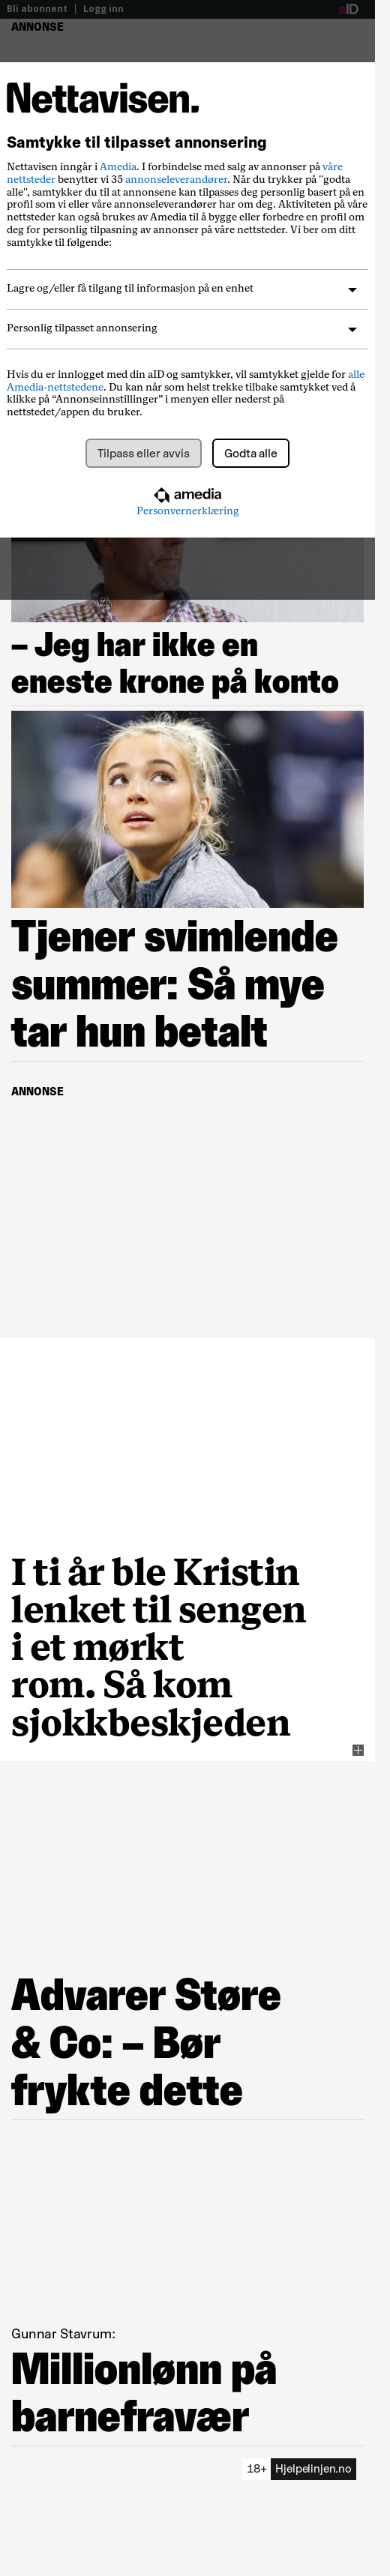 Bli abonnent | Logg inn
aID
ANNONSE
Nettavisen.
Samtykke til tilpasset annonsering
Nettavisen inngår i Amedia. I forbindelse med salg av annonser på våre
nettsteder benytter vi 35 annonseleverandører. Når du trykker på "godta
alle", samtykker du til at annonsene kan tilpasses deg personlig basert på en
profil som vi eller våre annonseleverandører har om deg. Aktiviteten på våre
nettsteder kan også brukes av Amedia til å bygge eller forbedre en profil om
deg for personlig tilpasning av annonser på våre nettsteder. Vi ber om ditt
samtykke til følgende:
Lagre og/eller få tilgang til informasjon på en enhet
Personlig tilpasset annonsering
Hvis du er innlogget med din aID og samtykker, vil samtykket gjelde for alle
Amedia-nettstedene. Du kan når som helst trekke tilbake samtykket ved å
klikke på “Annonseinnstillinger” i menyen eller nederst på
nettstedet/appen du bruker.
Tilpass eller avvis
Godta alle
amedia
Personvernerklæring
– Jeg har ikke en
eneste krone på konto
Tjener svimlende
summer: Så mye
tar hun betalt
ANNONSE
I ti år ble Kristin
lenket til sengen
i et mørkt
rom. Så kom
sjokkbeskjeden
Advarer Støre
& Co: – Bør
frykte dette
Gunnar Stavrum:
Millionlønn på
barnefravær
18+ Hjelpelinjen.no